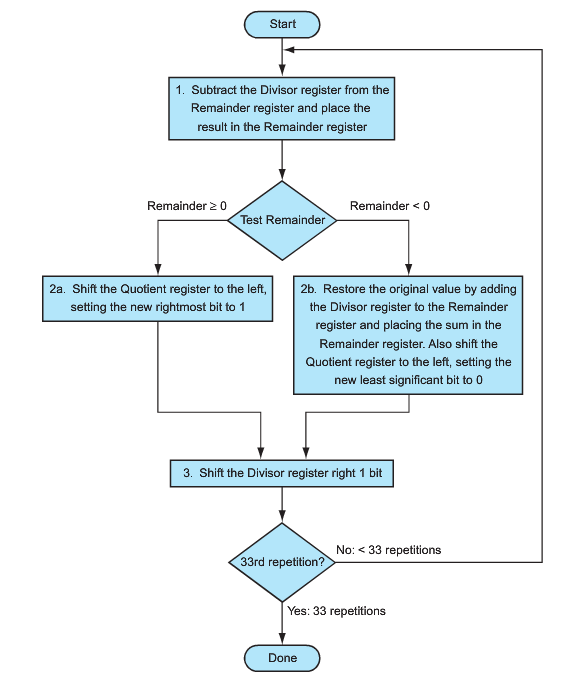 Start
1. Subtract the Divisor register from the
Remainder register and place the
result in the Remainder register
Remainder ≥ 0
Test Remainder
Remainder < 0
2a. Shift the Quotient register to the left,
setting the new rightmost bit to 1
2b. Restore the original value by adding
the Divisor register to the Remainder
register and placing the sum in the
Remainder register. Also shift the
Quotient register to the left, setting the
new least significant bit to 0
3. Shift the Divisor register right 1 bit
33rd repetition?
No: < 33 repetitions
Yes: 33 repetitions
Done